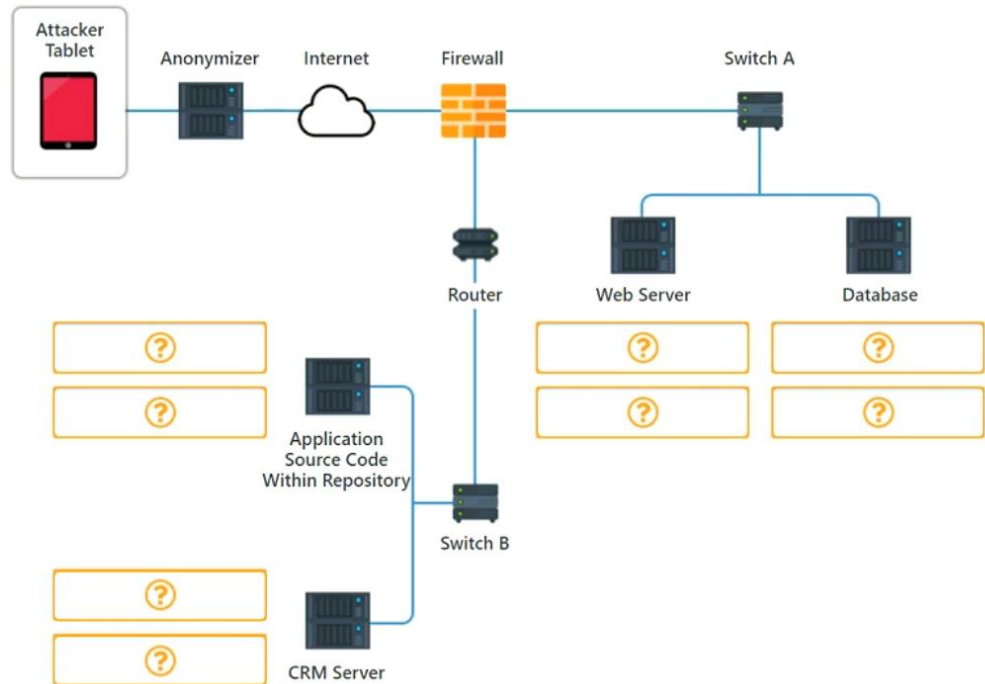 Attacker
Tablet
Anonymizer
Internet
Firewall
Switch A
Router
Web Server
Database
?
?
?
?
?
?
Application
Source Code
Within Repository
Switch B
?
?
CRM Server